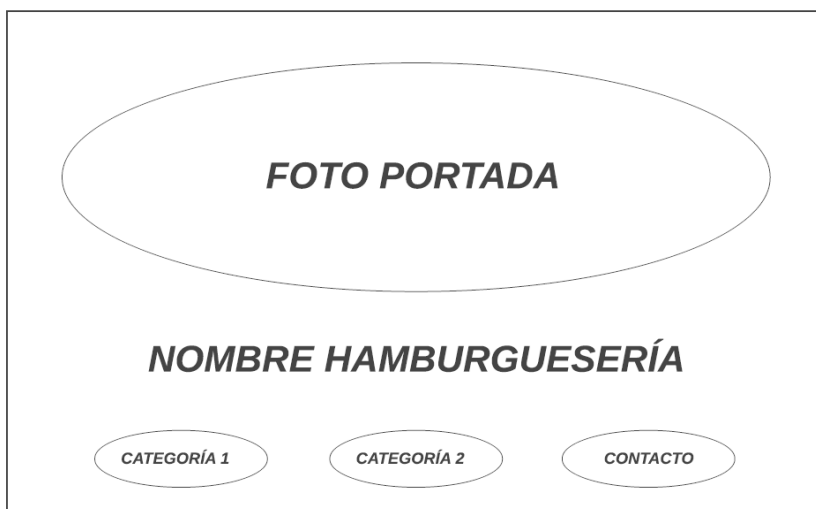 FOTO PORTADA
NOMBRE HAMBURGUESERÍA
CATEGORÍA 1
CATEGORÍA 2
CONTACTO